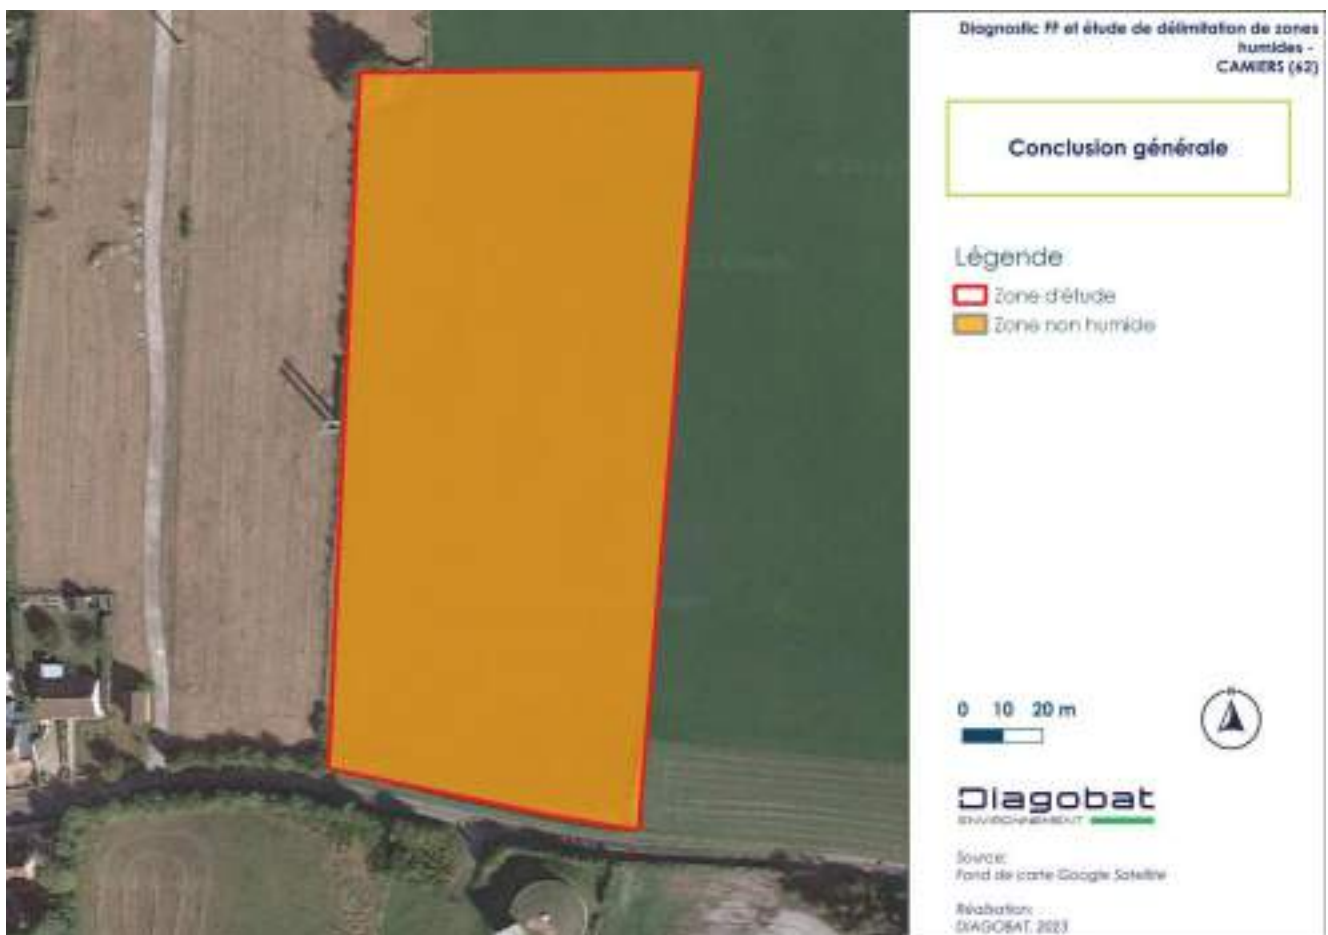 Diagnostic FF et étude de délimitation de zones
humides -
CAMIERS (62)
Conclusion générale
Légende
Zone d'étude
Zone non humide
0 10 20 m
N
Diagobat
ENVIRONNEMENT
Source:
Fond de carte Google Satellite
Réalisation:
DIAGOBAT, 2023